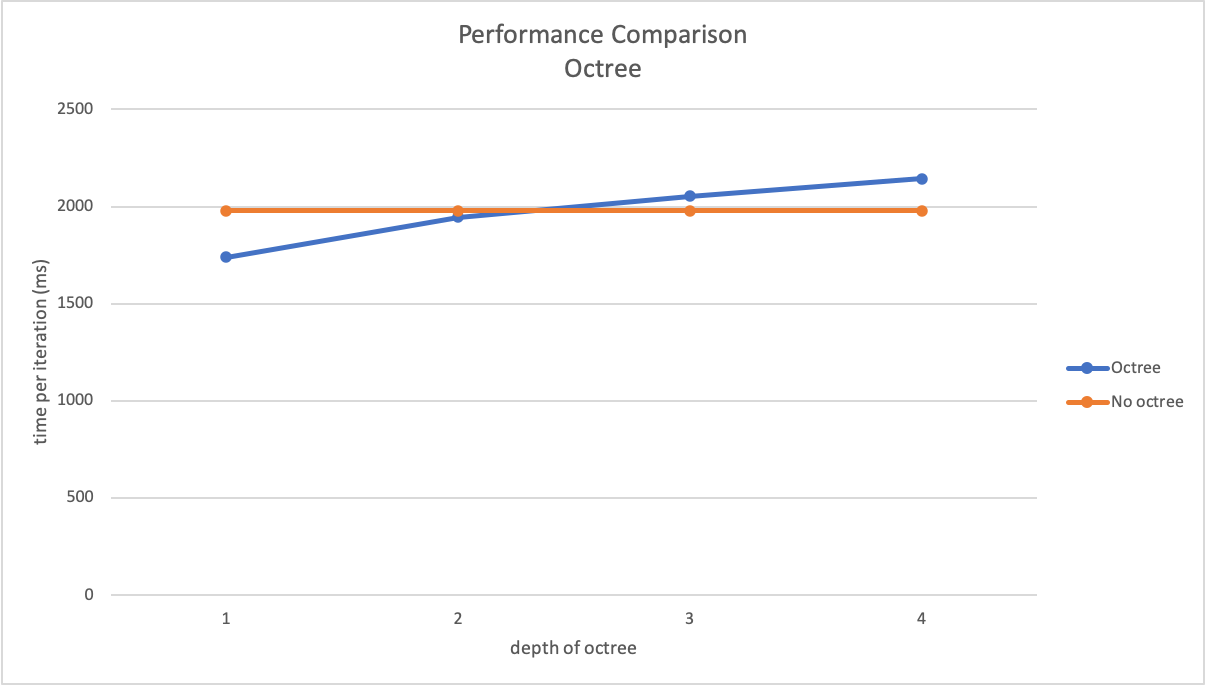 Performance Comparison
Octree
2500
2000
1500
1000
500
0
time per iteration (ms)
1 2 3 4
depth of octree
Octree
No octree